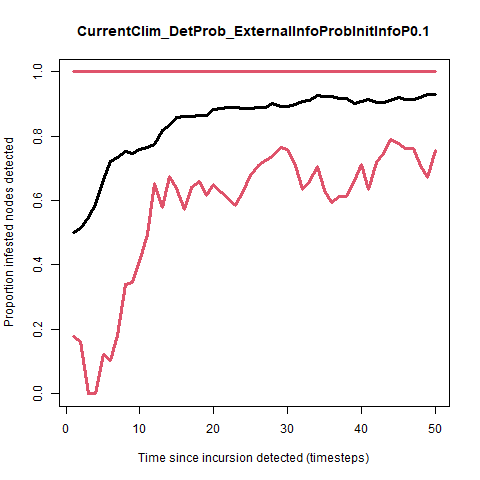 CurrentClim_DetProb_ExternalInfoProbInitInfoP0.1
Proportion infested nodes detected
1.0
0.8
0.6
0.4
0.2
0.0
0 10 20 30 40 50
Time since incursion detected (timesteps)